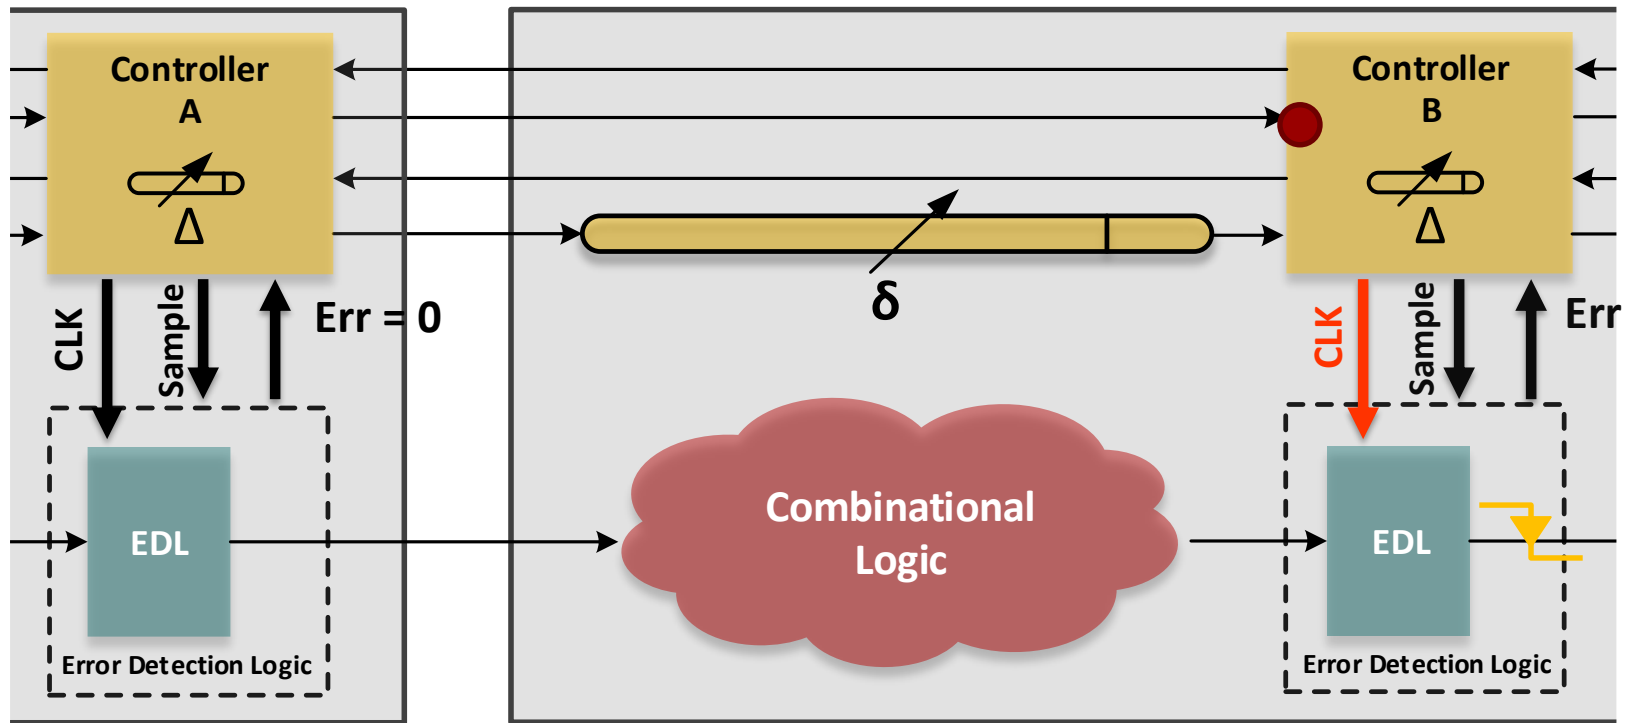 Controller
A
Δ
CLK
Sample
Err = 0
δ
Controller
B
Δ
CLK
Sample
Err
EDL
Error Detection Logic
Combinational
Logic
EDL
Error Detection Logic